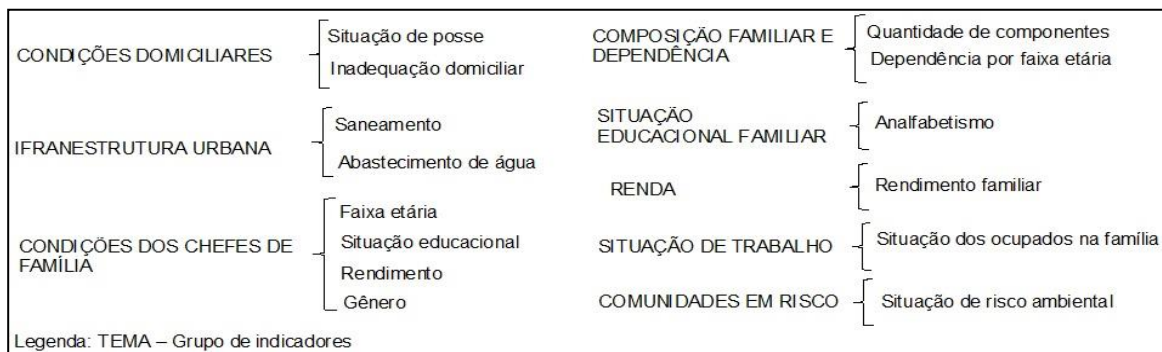 CONDIÇÕES DOMICILIARES
Situação de posse
Inadequação domiciliar
IFRANESTRUTURA URBANA
Saneamento
Abastecimento de água
CONDIÇÕES DOS CHEFES DE
FAMÍLIA
Faixa etária
Situação educacional
Rendimento
Gênero
COMPOSIÇÃO FAMILIAR E
DEPENDÊNCIA
Quantidade de componentes
Dependência por faixa etária
SITUAÇÃO
EDUCACIONAL FAMILIAR
Analfabetismo
RENDA
Rendimento familiar
SITUAÇÃO DE TRABALHO
Situação dos ocupados na família
COMUNIDADES EM RISCO
Situação de risco ambiental
Legenda: TEMA – Grupo de indicadores